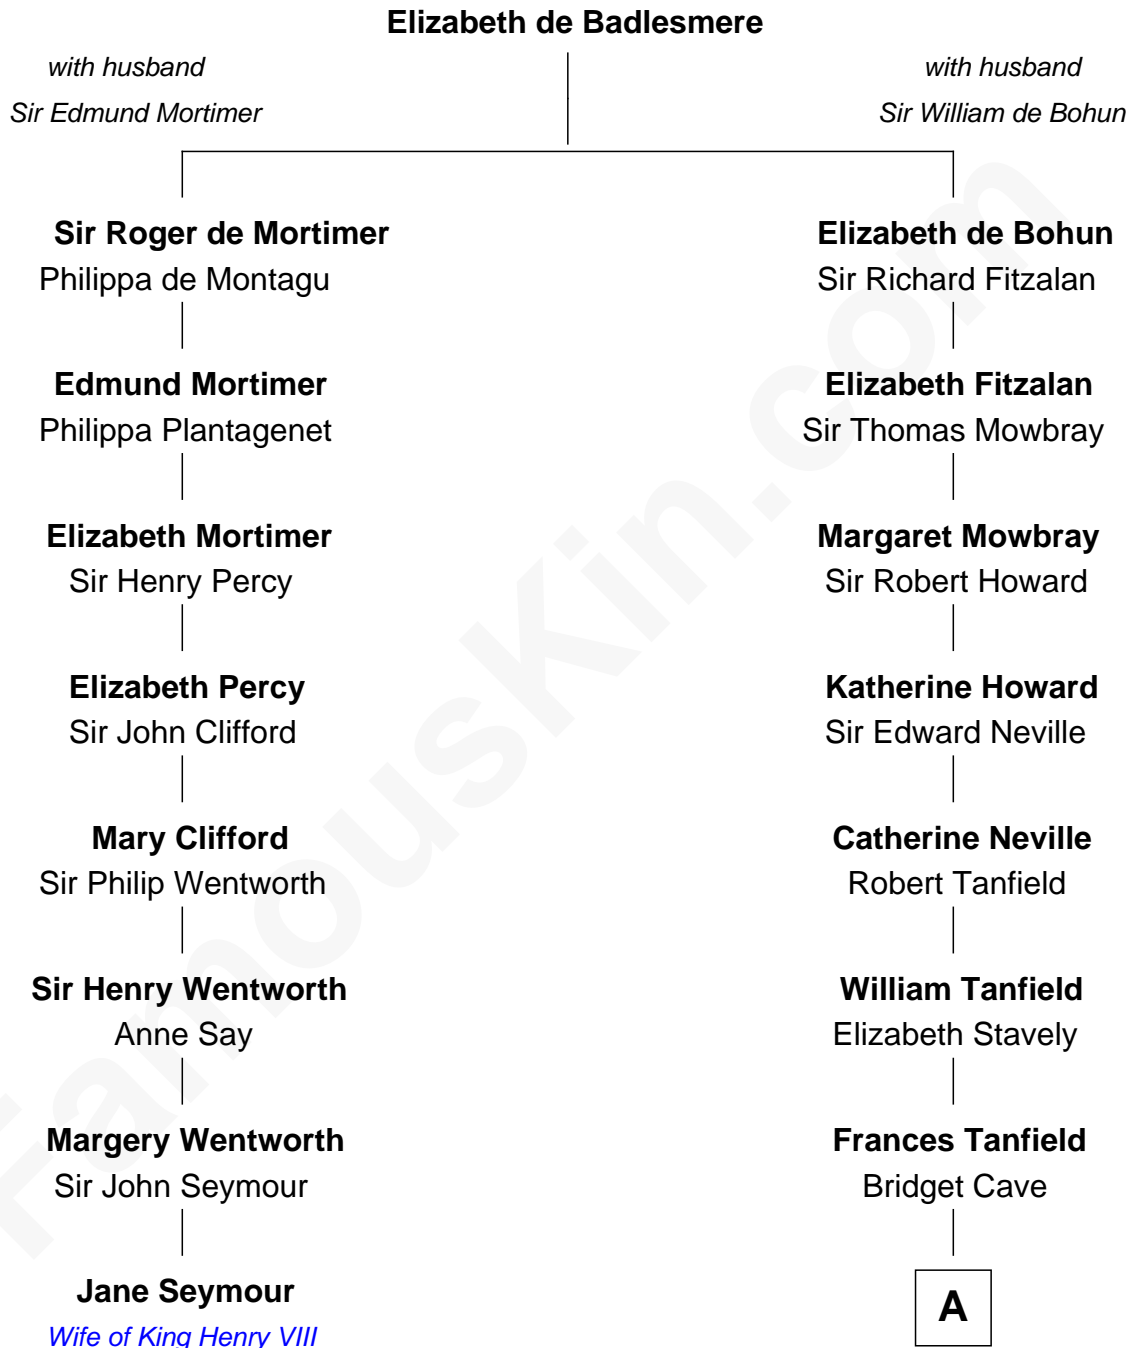 Elizabeth de Badlesmere
with husband
Sir Edmund Mortimer
with husband
Sir William de Bohun
Sir Roger de Mortimer
Philippa de Montagu
Edmund Mortimer
Philippa Plantagenet
Elizabeth Mortimer
Sir Henry Percy
Elizabeth Percy
Sir John Clifford
Mary Clifford
Sir Philip Wentworth
Sir Henry Wentworth
Anne Say
Margery Wentworth
Sir John Seymour
Jane Seymour
Wife of King Henry VIII
Elizabeth de Bohun
Sir Richard Fitzalan
Elizabeth Fitzalan
Sir Thomas Mowbray
Margaret Mowbray
Sir Robert Howard
Katherine Howard
Sir Edward Neville
Catherine Neville
Robert Tanfield
William Tanfield
Elizabeth Stavely
Frances Tanfield
Bridget Cave
A
FamousKin.com